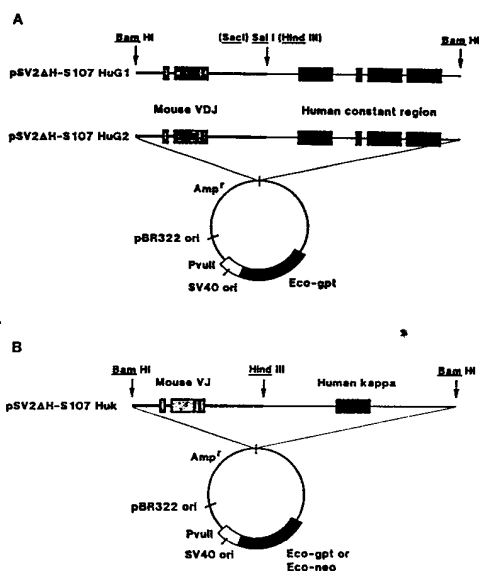 A
Bam HI
(SacI) Sal I (Hind III)
Bam HI
pSV2ΔH-S107 HuG1
Mouse VDJ
Human constant region
pSV2ΔH-S107 HuG2
Amp r
pBR322 ori
PvuII
SV40 ori
Eco-gpt
B
Bam HI
Mouse VJ
Hind III
Human kappa
Bam HI
pSV2ΔH-S107 Huk
Amp r
pBR322 ori
PvuII
SV40 ori
Eco-gpt or
Eco-neo